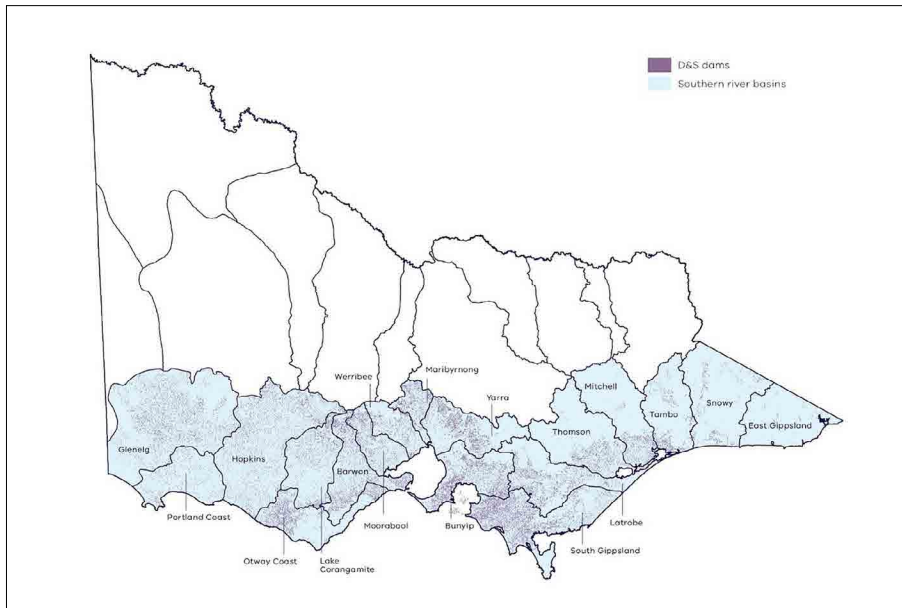 D&S dams
Southern river basins
Werribee
Maribyrnong
Yarra
Mitchell
Tambo
Snowy
East Gippsland
Thomson
Glenelg
Hopkins
Barwon
Portland Coast
Moorabool
Bunyip
Latrobe
South Gippsland
Otway Coast
Lake
Corangamite